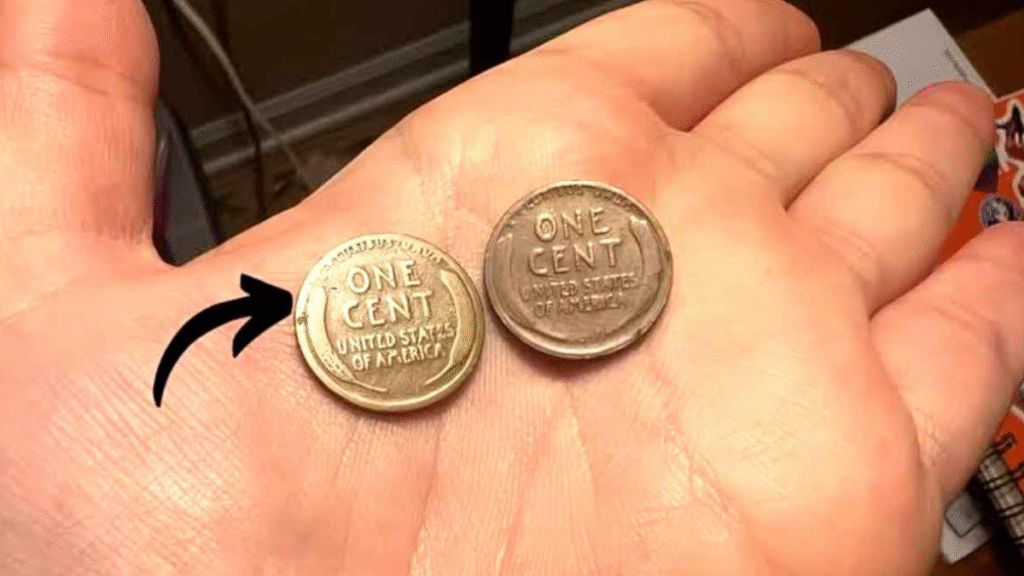 ONE
CENT
UNITED STATES
OF AMERICA
ONE
CENT
UNITED STATES
OF AMERICA